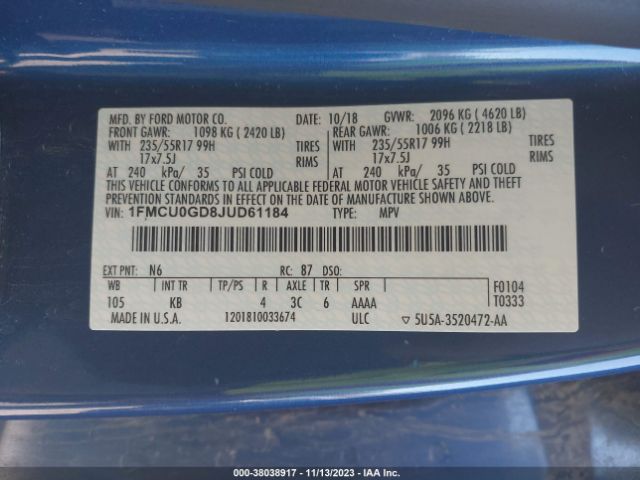 MFD. BY FORD MOTOR CO. DATE: 10/18 GVWR: 2096 KG ( 4620 LB)
FRONT GAWR: 1098 KG ( 2420 LB) REAR GAWR: 1006 KG ( 2218 LB)
WITH 235/55R17 99H TIRES WITH 235/55R17 99H TIRES
17x7.5J RIMS 17x7.5J RIMS
AT 240 kPa/ 35 PSI COLD AT 240 kPa/ 35 PSI COLD
THIS VEHICLE CONFORMS TO ALL APPLICABLE FEDERAL MOTOR VEHICLE SAFETY AND THEFT
PREVENTION STANDARDS IN EFFECT ON THE DATE OF MANUFACTURE SHOWN ABOVE.
VIN: 1FMCU0GD8JUD61184 TYPE: MPV
EXT PNT: N6 RC: 87 DSO:
WB INT TR TP/PS R AXLE TR SPR F0104
105 KB 4 3C 6 AAAA T0333
MADE IN U.S.A. 1201810033674 ULC ▽ 5U5A-3520472-AA
000-38038917 - 11/13/2023 - IAA Inc.